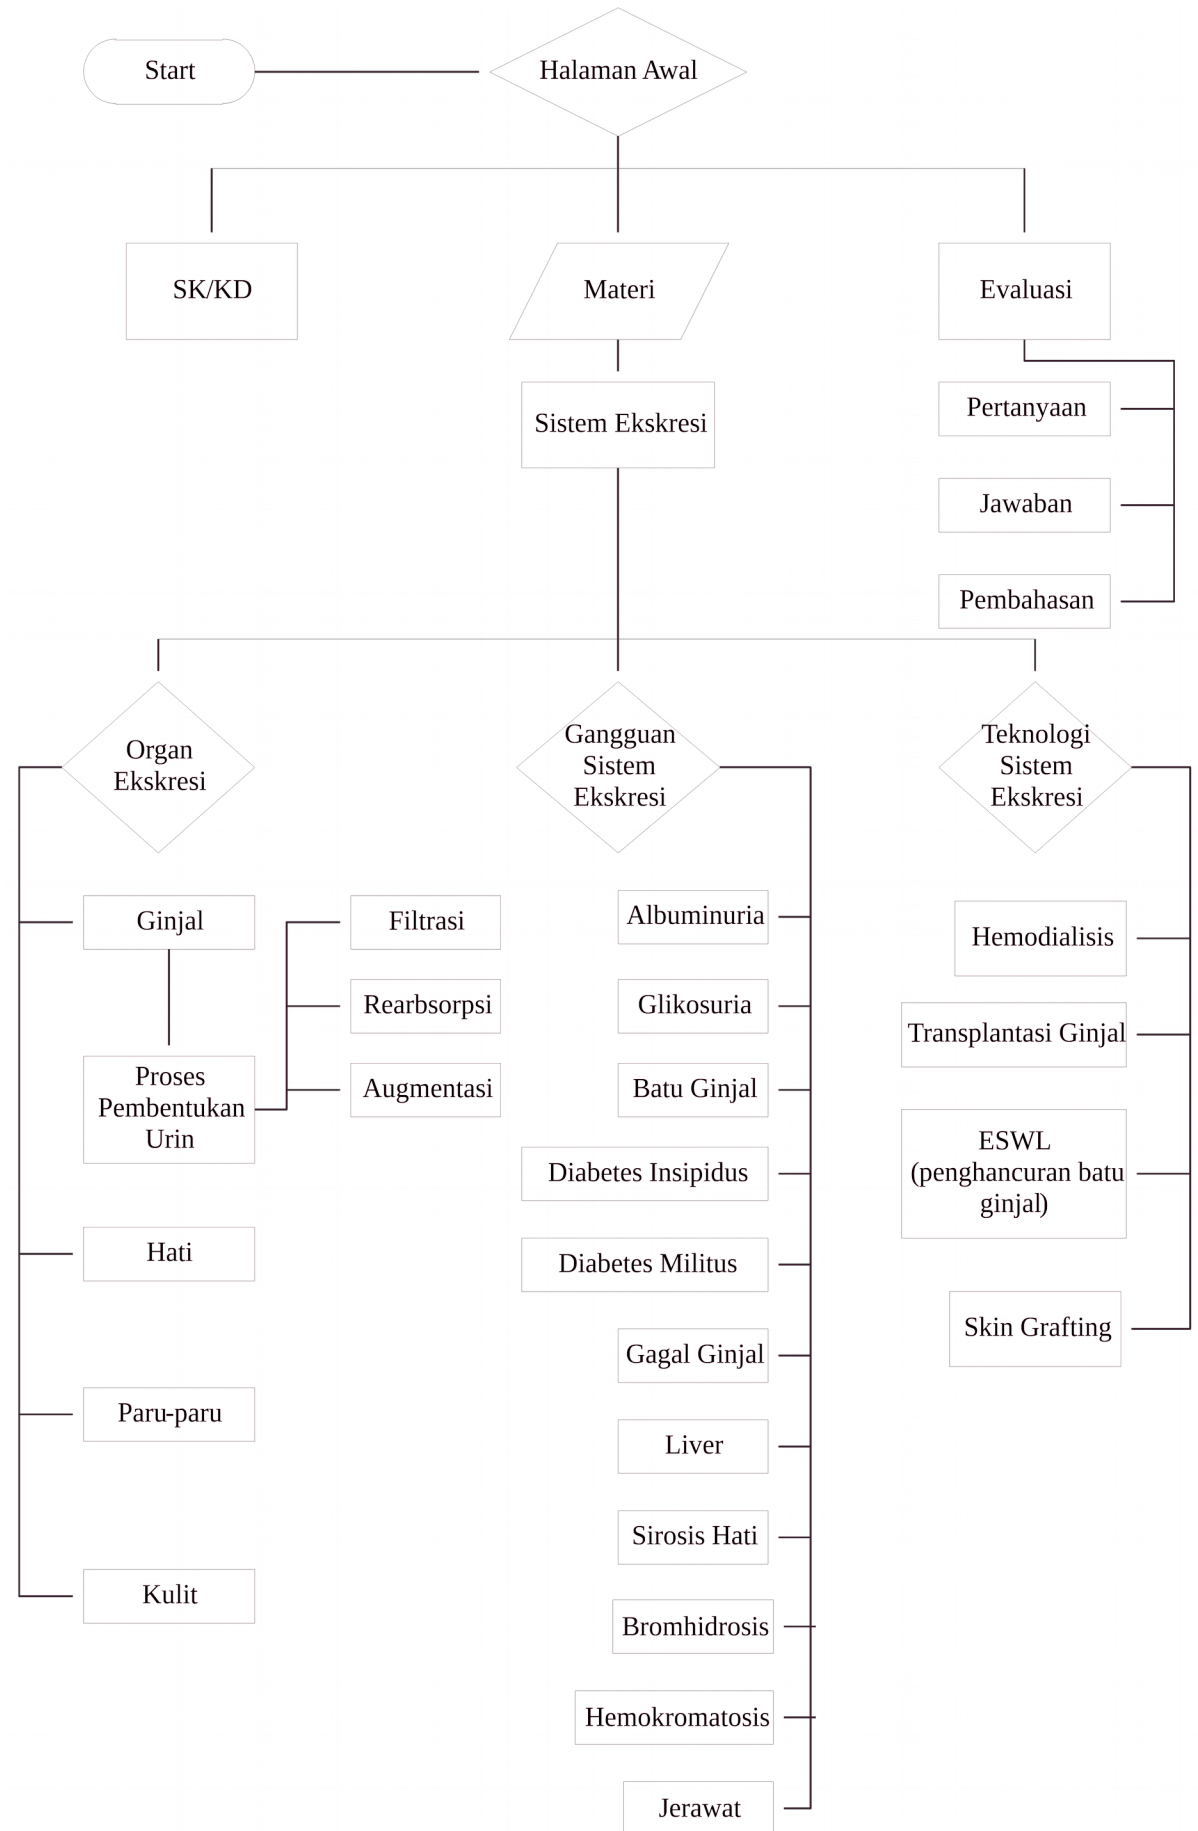 Start
Halaman Awal
SK/KD
Materi
Evaluasi
Sistem Ekskresi
Pertanyaan
Jawaban
Pembahasan
Organ
Ekskresi
Gangguan
Sistem
Ekskresi
Teknologi
Sistem
Ekskresi
Ginjal
Proses
Pembentukan
Urin
Filtrasi
Rearbsorpsi
Augmentasi
Hati
Paru-paru
Kulit
Albuminuria
Glikosuria
Batu Ginjal
Diabetes Insipidus
Diabetes Militus
Gagal Ginjal
Liver
Sirosis Hati
Bromhidrosis
Hemokromatosis
Jerawat
Hemodialisis
Transplantasi Ginjal
ESWL
(penghancuran batu
ginjal)
Skin Grafting